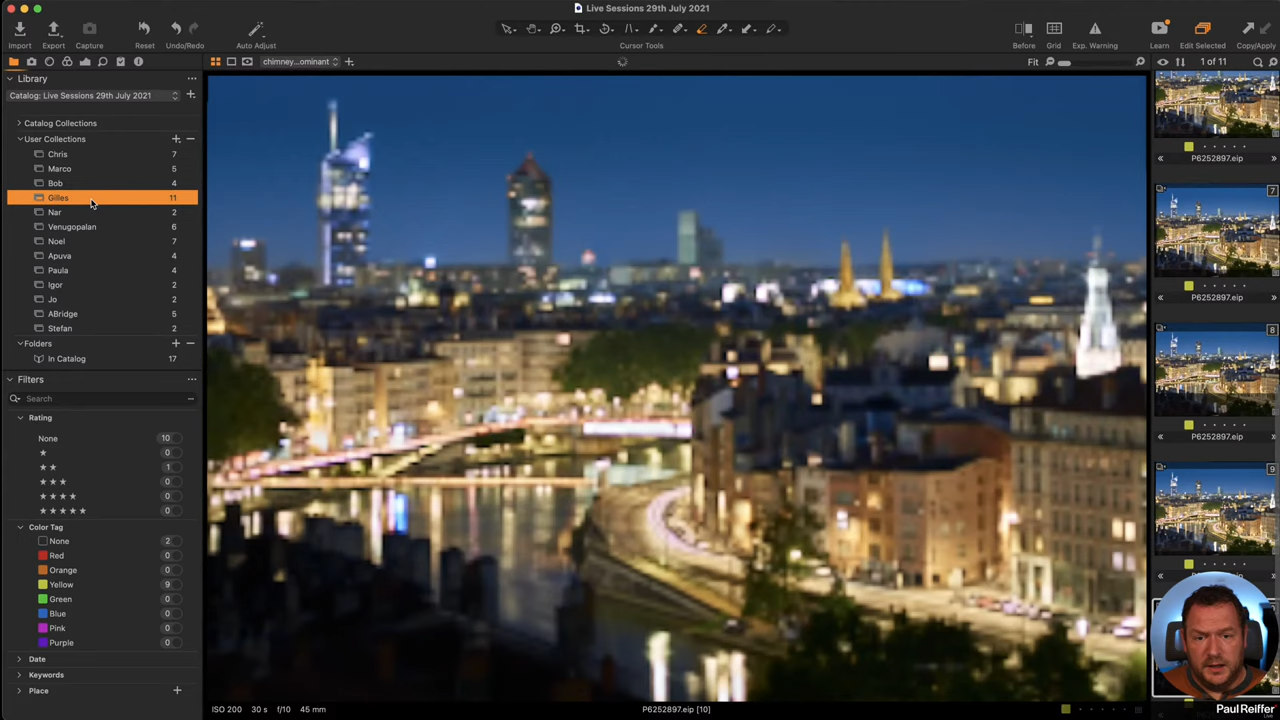 Live Sessions 29th July 2021
Import
Export
Capture
Reset
Undo/Redo
Auto Adjust
Cursor Tools
Before
Grid
Exp. Warning
Learn
Edit Selected
Copy/Apply
chimney...ominant
Fit
1 of 11
Library
Catalog: Live Sessions 29th July 2021
Catalog Collections
User Collections
Chris 7
Marco 5
Bob 4
Gilles 11
Nar 2
Venugopalan 6
Noel 7
Apuva 4
Paula 4
Igor 2
Jo 2
ABridge 5
Stefan 2
Folders
In Catalog 17
Filters
Search
Rating
None 10
★ 0
★★ 1
★★★ 0
★★★★ 0
★★★★★ 0
Color Tag
None 2
Red 0
Orange 0
Yellow 9
Green 0
Blue 0
Pink 0
Purple 0
Date
Keywords
Place
P6252897.eip
7
P6252897.eip
8
P6252897.eip
9
ISO 200 30 s f/10 45 mm
P6252897.eip [10]
Paul Reiffer
Live